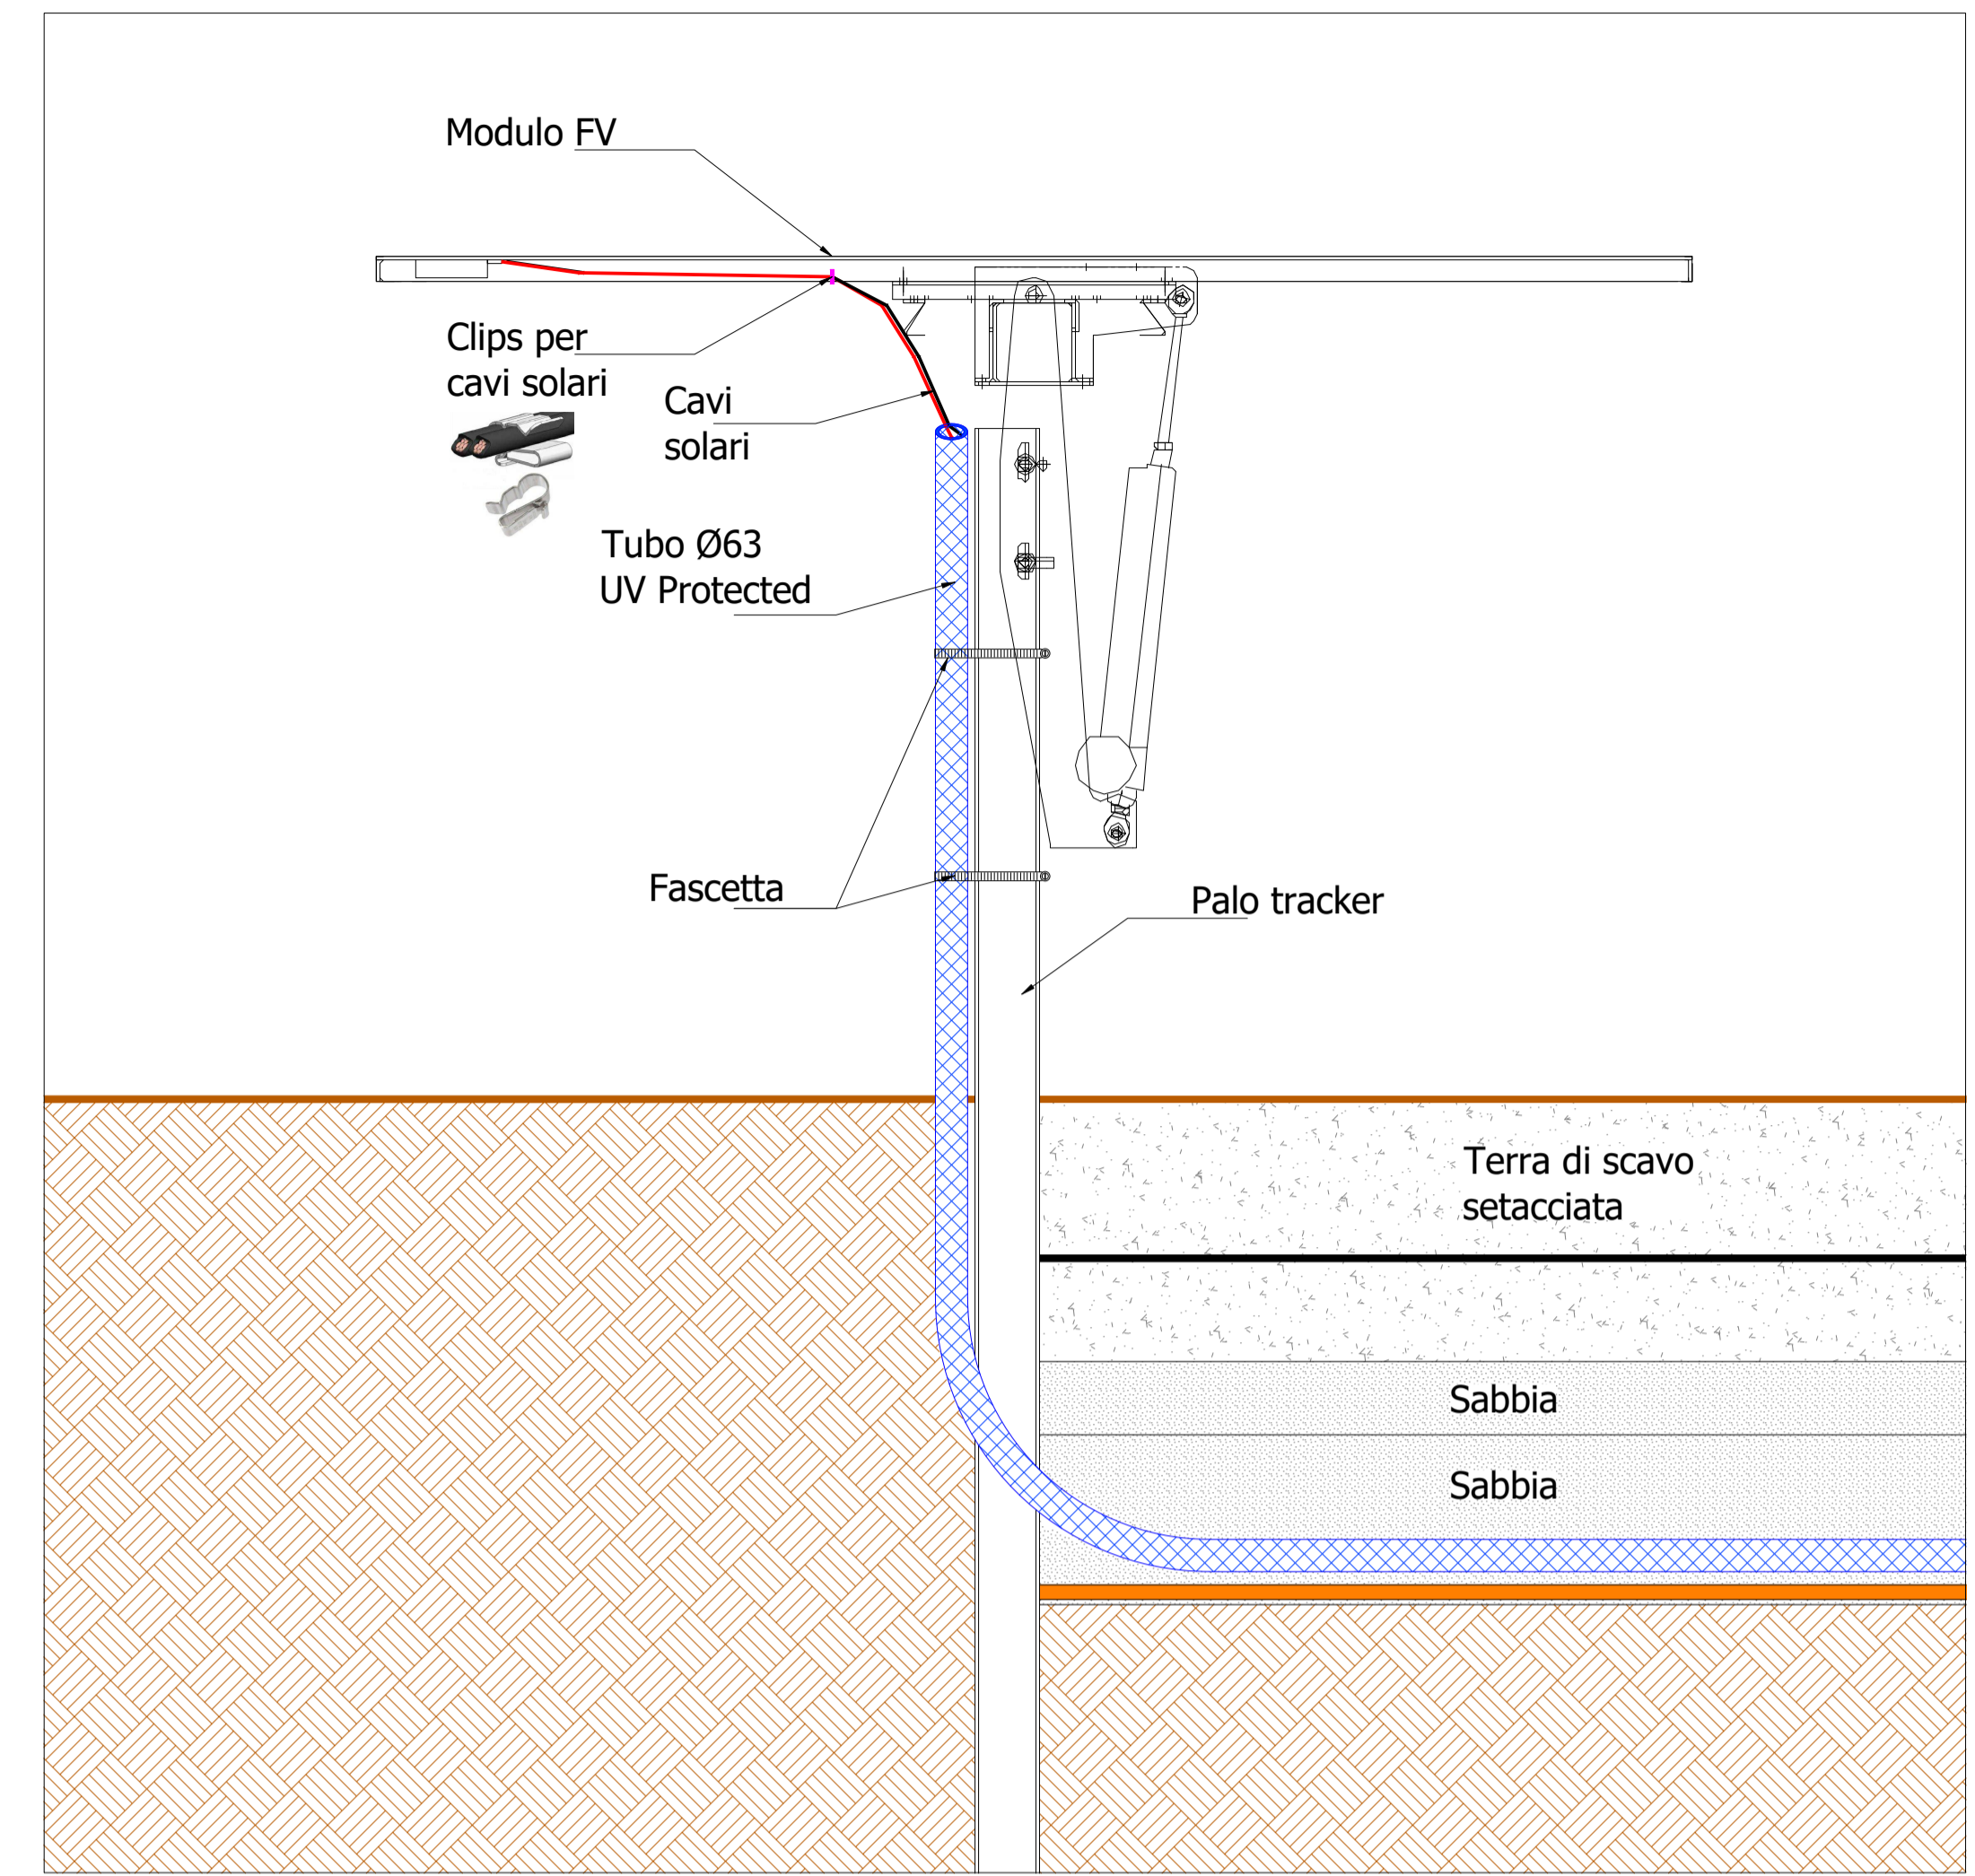 Modulo FV
Clips per
cavi solari
Cavi
solari
Tubo Ø63
UV Protected
Fascetta
Palo tracker
Terra di scavo
setacciata
Sabbia
Sabbia